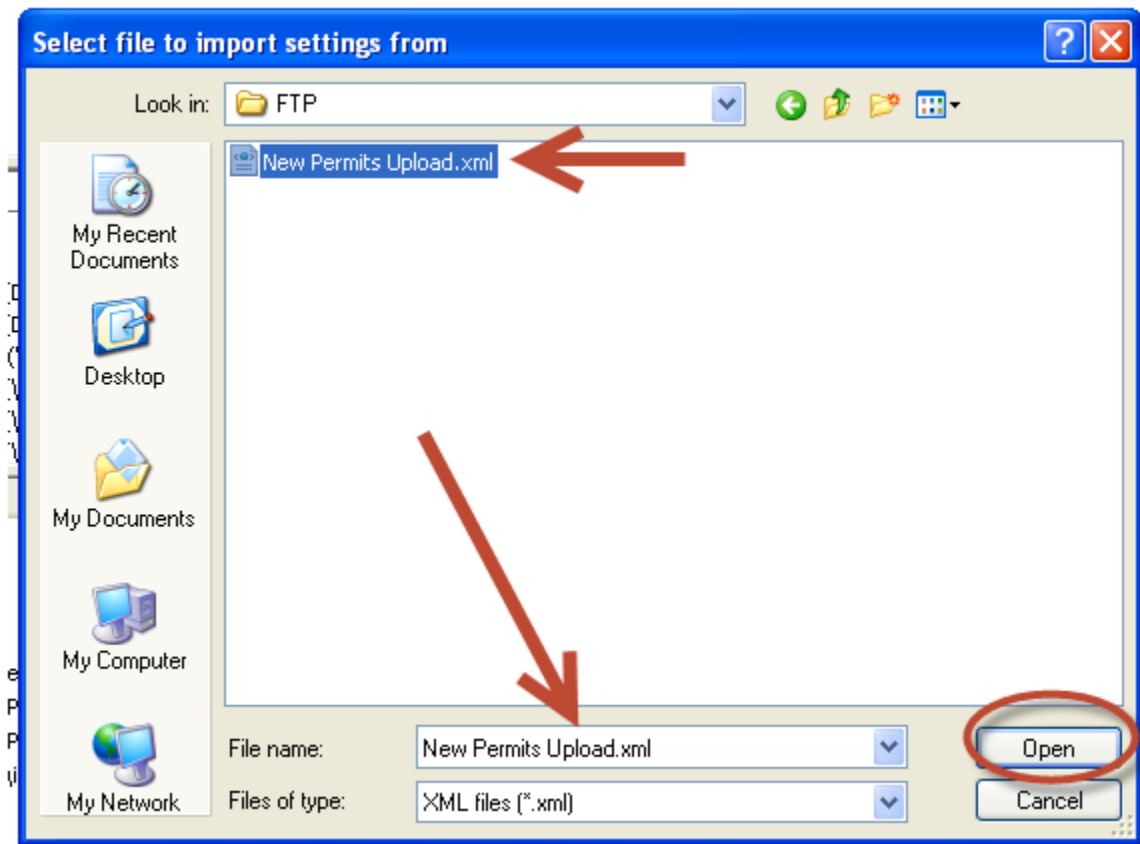 Select file to import settings from
Look in: FTP
New Permits Upload.xml
My Recent
Documents
Desktop
My Documents
My Computer
My Network
File name: New Permits Upload.xml Open
Files of type: XML files (*.xml) Cancel